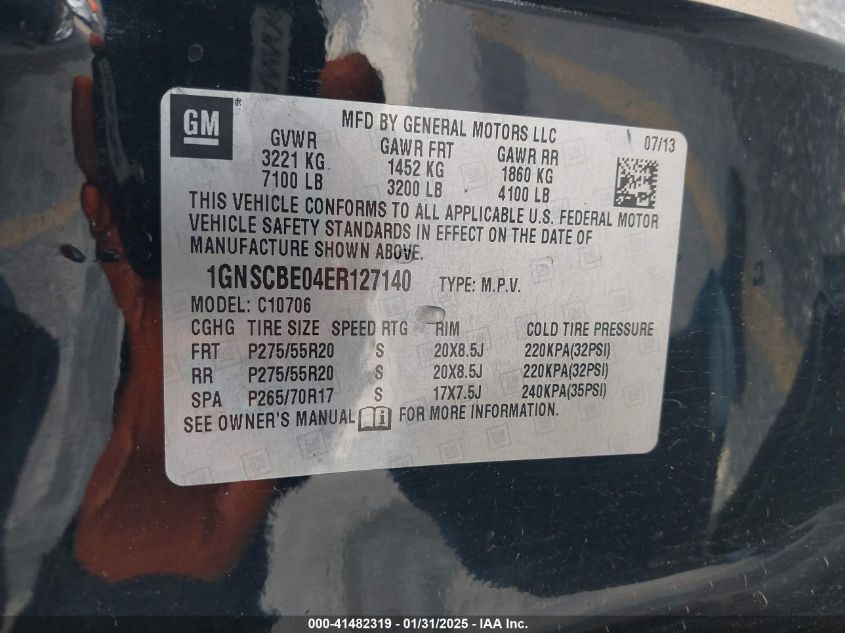 GM®
MFD BY GENERAL MOTORS LLC
07/13
GVWR GAWR FRT GAWR RR
3221 KG 1452 KG 1860 KG
7100 LB 3200 LB 4100 LB
THIS VEHICLE CONFORMS TO ALL APPLICABLE U.S. FEDERAL MOTOR
VEHICLE SAFETY STANDARDS IN EFFECT ON THE DATE OF
MANUFACTURE SHOWN ABOVE.
1GNSCBE04ER127140 TYPE: M.P.V.
MODEL: C10706
CGHG TIRE SIZE SPEED RTG RIM COLD TIRE PRESSURE
FRT P275/55R20 S 20X8.5J 220KPA(32PSI)
RR P275/55R20 S 20X8.5J 220KPA(32PSI)
SPA P265/70R17 S 17X7.5J 240KPA(35PSI)
SEE OWNER'S MANUAL FOR MORE INFORMATION.
000-41482319 - 01/31/2025 - IAA Inc.